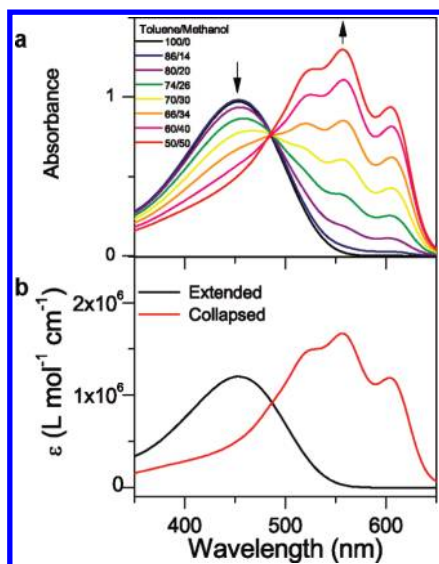 a
Toluene/Methanol
100/0
86/14
80/20
74/26
70/30
66/34
60/40
50/50
Absorbance
1
0
b
Extended
Collapsed
ε (L mol⁻¹ cm⁻¹)
2x10⁶
1x10⁶
0
400 500 600
Wavelength (nm)